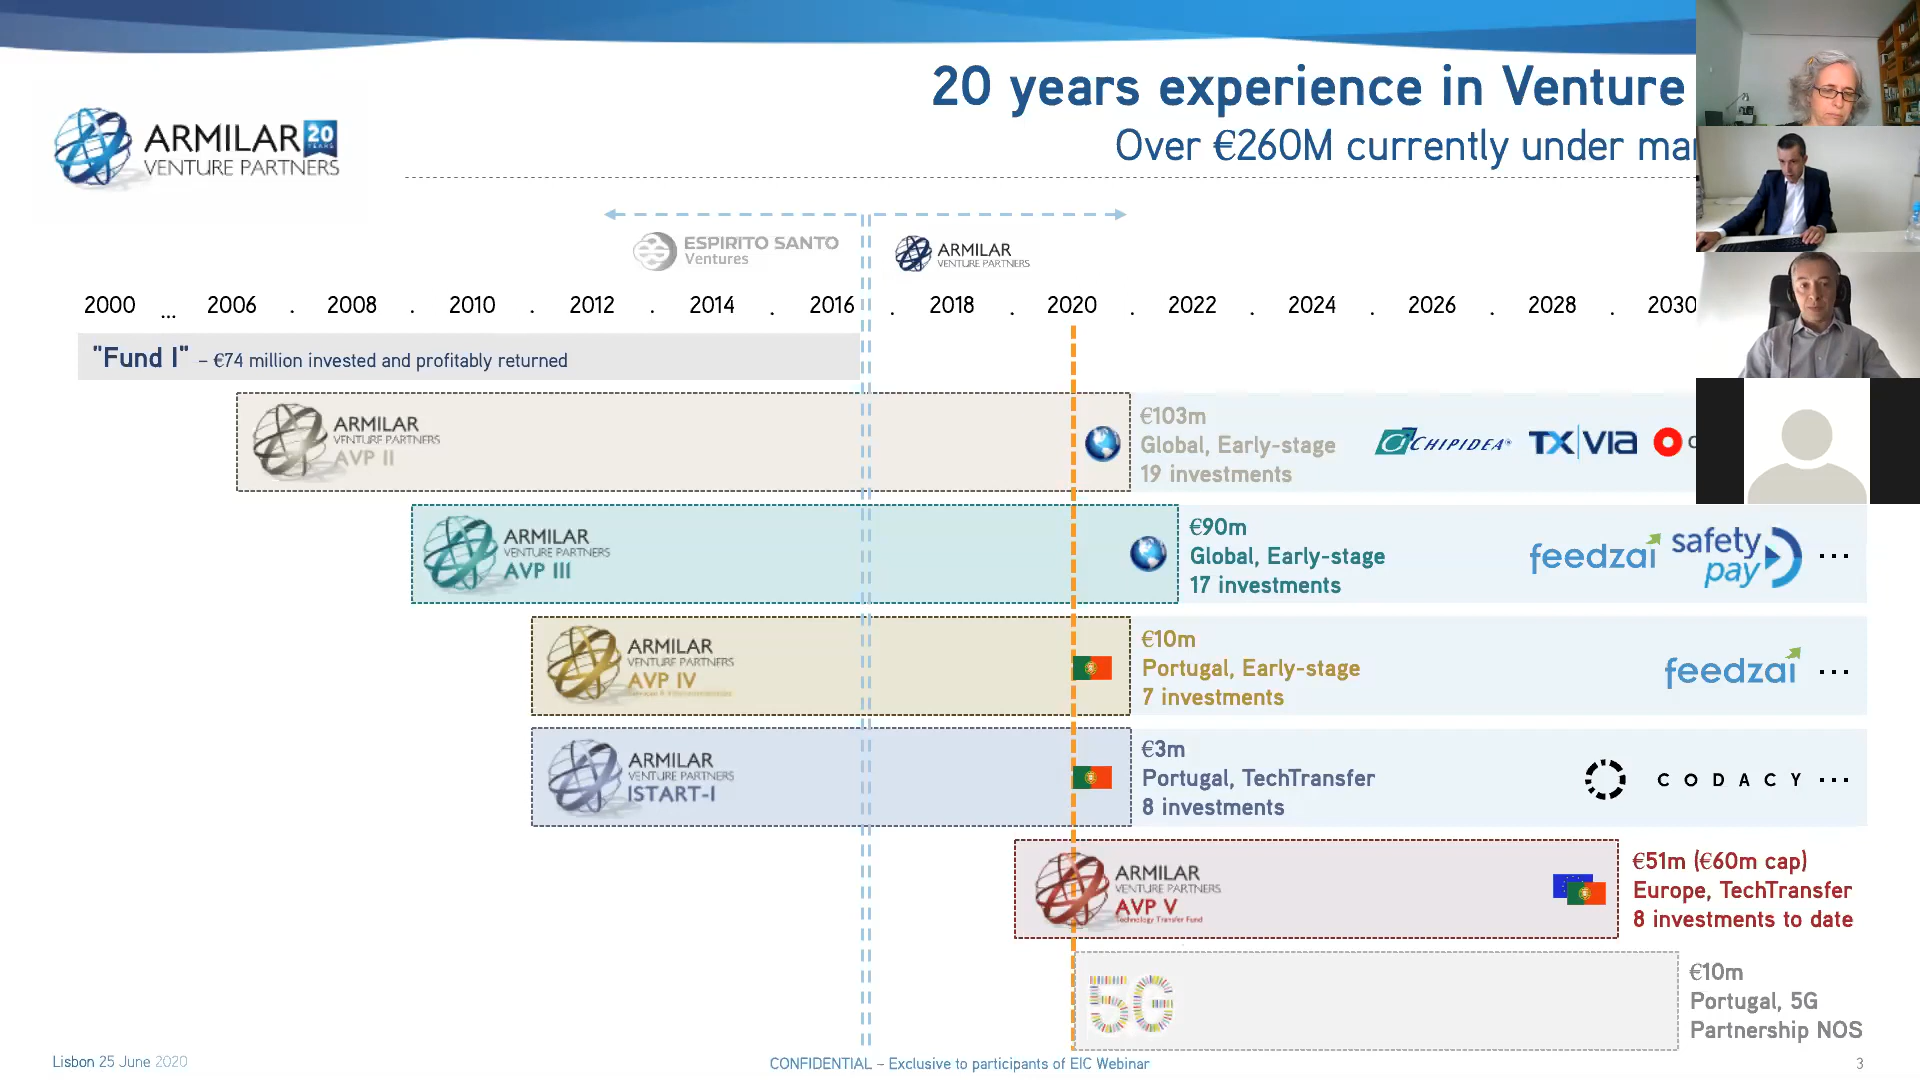 20 years experience in Venture
Over €260M currently under
ARMILAR 20 YEARS
VENTURE PARTNERS
ESPIRITO SANTO
Ventures
ARMILAR
VENTURE PARTNERS
2000 ... 2006 . 2008 . 2010 . 2012 . 2014 . 2016 . 2018 . 2020 . 2022 . 2024 . 2026 . 2028 . 2030
"Fund I" – €74 million invested and profitably returned
ARMILAR
VENTURE PARTNERS
AVP II
€103m
Global, Early-stage
19 investments
CHIPIDEA
TXVIA
ARMILAR
VENTURE PARTNERS
AVP III
€90m
Global, Early-stage
17 investments
feedzai
safety
pay
...
ARMILAR
VENTURE PARTNERS
AVP IV
€10m
Portugal, Early-stage
7 investments
feedzai
...
ARMILAR
VENTURE PARTNERS
ISTART-I
€3m
Portugal, TechTransfer
8 investments
CODACY
...
ARMILAR
VENTURE PARTNERS
AVP V
Technology Transfer Fund
€51m (€60m cap)
Europe, TechTransfer
8 investments to date
5G
€10m
Portugal, 5G
Partnership NOS
Lisbon 25 June 2020
CONFIDENTIAL – Exclusive to participants of EIC Webinar
3